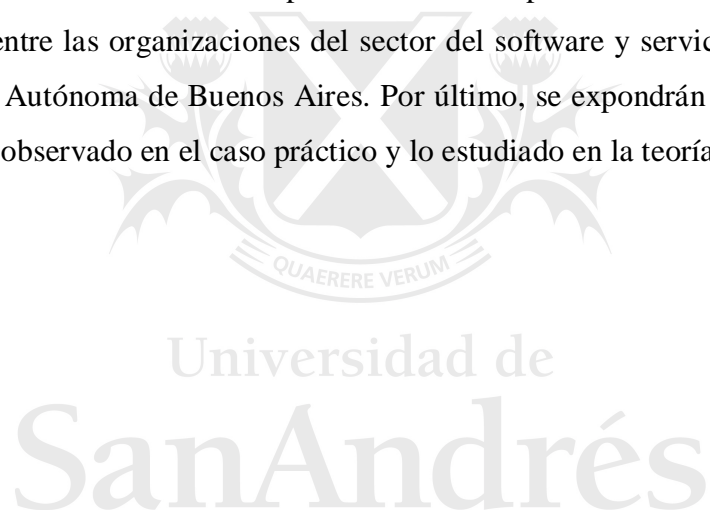 entre las organizaciones del sector del software y servic
Autónoma de Buenos Aires. Por último, se expondrán
observado en el caso práctico y lo estudiado en la teoría
QUAERERE VERUM
Universidad de
SanAndrés